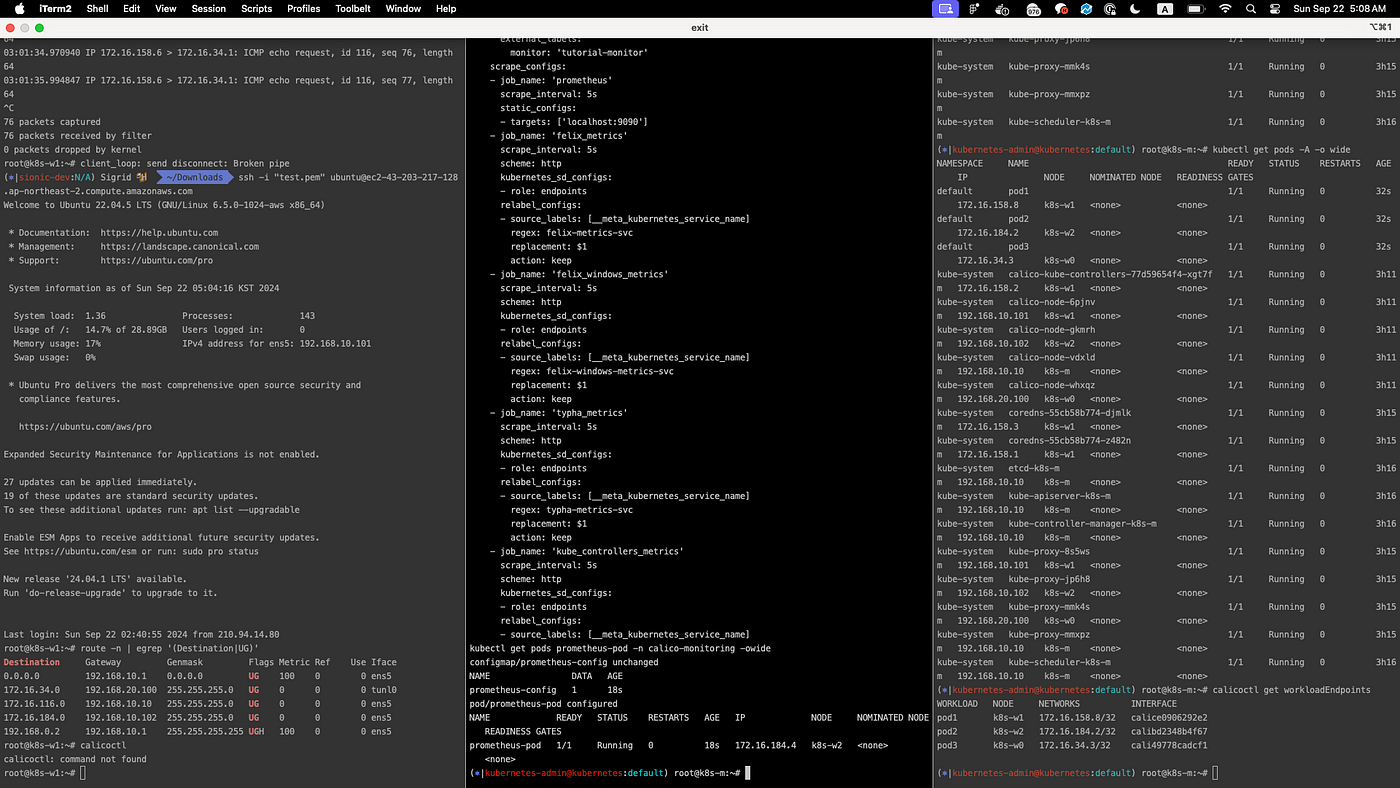 iTerm2 Shell Edit View Session Scripts Profiles Toolbelt Window Help 976 A Sun Sep 22 5:08 AM
exit ⌥⌘1
64
03:01:34.970940 IP 172.16.158.6 > 172.16.34.1: ICMP echo request, id 116, seq 76, length
64
03:01:35.994847 IP 172.16.158.6 > 172.16.34.1: ICMP echo request, id 116, seq 77, length
64
^C
76 packets captured
76 packets received by filter
0 packets dropped by kernel
root@k8s-w1:~# client_loop: send disconnect: Broken pipe
(⎈|sionic-dev:N/A) Sigrid 🐕 ~/Downloads ssh -i "test.pem" ubuntu@ec2-43-203-217-128
.ap-northeast-2.compute.amazonaws.com
Welcome to Ubuntu 22.04.5 LTS (GNU/Linux 6.5.0-1024-aws x86_64)
* Documentation: https://help.ubuntu.com
* Management: https://landscape.canonical.com
* Support: https://ubuntu.com/pro
System information as of Sun Sep 22 05:04:16 KST 2024
System load: 1.36 Processes: 143
Usage of /: 14.7% of 28.89GB Users logged in: 0
Memory usage: 17% IPv4 address for ens5: 192.168.10.101
Swap usage: 0%
* Ubuntu Pro delivers the most comprehensive open source security and
compliance features.
https://ubuntu.com/aws/pro
Expanded Security Maintenance for Applications is not enabled.
27 updates can be applied immediately.
19 of these updates are standard security updates.
To see these additional updates run: apt list --upgradable
Enable ESM Apps to receive additional future security updates.
See https://ubuntu.com/esm or run: sudo pro status
New release '24.04.1 LTS' available.
Run 'do-release-upgrade' to upgrade to it.
Last login: Sun Sep 22 02:40:55 2024 from 210.94.14.80
root@k8s-w1:~# route -n | egrep '(Destination|UG)'
Destination Gateway Genmask Flags Metric Ref Use Iface
0.0.0.0 192.168.10.1 0.0.0.0 UG 100 0 0 ens5
172.16.34.0 192.168.20.100 255.255.255.0 UG 0 0 0 tunl0
172.16.116.0 192.168.10.10 255.255.255.0 UG 0 0 0 ens5
172.16.184.0 192.168.10.102 255.255.255.0 UG 0 0 0 ens5
192.168.0.2 192.168.10.1 255.255.255.255 UGH 100 0 0 ens5
root@k8s-w1:~# calicoctl
calicoctl: command not found
root@k8s-w1:~#
external_labels:
monitor: 'tutorial-monitor'
scrape_configs:
- job_name: 'prometheus'
scrape_interval: 5s
static_configs:
- targets: ['localhost:9090']
- job_name: 'felix_metrics'
scrape_interval: 5s
scheme: http
kubernetes_sd_configs:
- role: endpoints
relabel_configs:
- source_labels: [__meta_kubernetes_service_name]
regex: felix-metrics-svc
replacement: $1
action: keep
- job_name: 'felix_windows_metrics'
scrape_interval: 5s
scheme: http
kubernetes_sd_configs:
- role: endpoints
relabel_configs:
- source_labels: [__meta_kubernetes_service_name]
regex: felix-windows-metrics-svc
replacement: $1
action: keep
- job_name: 'typha_metrics'
scrape_interval: 5s
scheme: http
kubernetes_sd_configs:
- role: endpoints
relabel_configs:
- source_labels: [__meta_kubernetes_service_name]
regex: typha-metrics-svc
replacement: $1
action: keep
- job_name: 'kube_controllers_metrics'
scrape_interval: 5s
scheme: http
kubernetes_sd_configs:
- role: endpoints
relabel_configs:
- source_labels: [__meta_kubernetes_service_name]
kubectl get pods prometheus-pod -n calico-monitoring -owide
configmap/prometheus-config unchanged
NAME DATA AGE
prometheus-config 1 18s
pod/prometheus-pod configured
NAME READY STATUS RESTARTS AGE IP NODE NOMINATED NODE
READINESS GATES
prometheus-pod 1/1 Running 0 18s 172.16.184.4 k8s-w2 <none>
<none>
(⎈|kubernetes-admin@kubernetes:default) root@k8s-m:~#
kube-system kube-proxy-jp6h8 1/1 Running 0 3h15
m
kube-system kube-proxy-mmk4s 1/1 Running 0 3h15
m
kube-system kube-proxy-mmxpz 1/1 Running 0 3h15
m
kube-system kube-scheduler-k8s-m 1/1 Running 0 3h16
m
(⎈|kubernetes-admin@kubernetes:default) root@k8s-m:~# kubectl get pods -A -o wide
NAMESPACE NAME READY STATUS RESTARTS AGE
IP NODE NOMINATED NODE READINESS GATES
default pod1 1/1 Running 0 32s
172.16.158.8 k8s-w1 <none> <none>
default pod2 1/1 Running 0 32s
172.16.184.2 k8s-w2 <none> <none>
default pod3 1/1 Running 0 32s
172.16.34.3 k8s-w0 <none> <none>
kube-system calico-kube-controllers-77d59654f4-xgt7f 1/1 Running 0 3h11
m 172.16.158.2 k8s-w1 <none> <none>
kube-system calico-node-6pjnv 1/1 Running 0 3h11
m 192.168.10.101 k8s-w1 <none> <none>
kube-system calico-node-gkmrh 1/1 Running 0 3h11
m 192.168.10.102 k8s-w2 <none> <none>
kube-system calico-node-vdxld 1/1 Running 0 3h11
m 192.168.10.10 k8s-m <none> <none>
kube-system calico-node-whxqz 1/1 Running 0 3h11
m 192.168.20.100 k8s-w0 <none> <none>
kube-system coredns-55cb58b774-djmlk 1/1 Running 0 3h15
m 172.16.158.3 k8s-w1 <none> <none>
kube-system coredns-55cb58b774-z482n 1/1 Running 0 3h15
m 172.16.158.1 k8s-w1 <none> <none>
kube-system etcd-k8s-m 1/1 Running 0 3h16
m 192.168.10.10 k8s-m <none> <none>
kube-system kube-apiserver-k8s-m 1/1 Running 0 3h16
m 192.168.10.10 k8s-m <none> <none>
kube-system kube-controller-manager-k8s-m 1/1 Running 0 3h16
m 192.168.10.10 k8s-m <none> <none>
kube-system kube-proxy-8s5ws 1/1 Running 0 3h15
m 192.168.10.101 k8s-w1 <none> <none>
kube-system kube-proxy-jp6h8 1/1 Running 0 3h15
m 192.168.10.102 k8s-w2 <none> <none>
kube-system kube-proxy-mmk4s 1/1 Running 0 3h15
m 192.168.20.100 k8s-w0 <none> <none>
kube-system kube-proxy-mmxpz 1/1 Running 0 3h15
m 192.168.10.10 k8s-m <none> <none>
kube-system kube-scheduler-k8s-m 1/1 Running 0 3h16
m 192.168.10.10 k8s-m <none> <none>
(⎈|kubernetes-admin@kubernetes:default) root@k8s-m:~# calicoctl get workloadEndpoints
WORKLOAD NODE NETWORKS INTERFACE
pod1 k8s-w1 172.16.158.8/32 calice0906292e2
pod2 k8s-w2 172.16.184.2/32 calibd2348b4f67
pod3 k8s-w0 172.16.34.3/32 cali49778cadcf1
(⎈|kubernetes-admin@kubernetes:default) root@k8s-m:~#